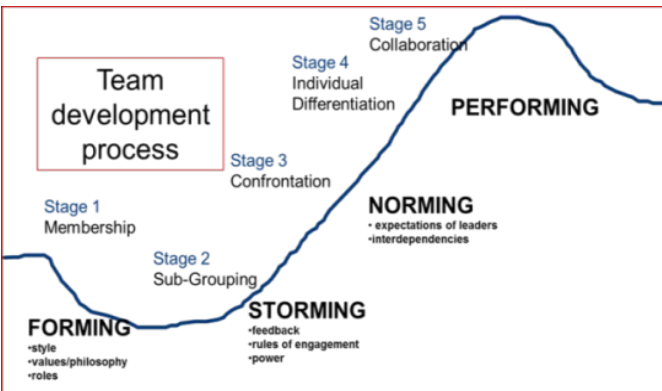 Team
development
process
Stage 1
Membership
Stage 2
Sub-Grouping
Stage 3
Confrontation
Stage 4
Individual
Differentiation
Stage 5
Collaboration
FORMING
•style
•values/philosophy
•roles
STORMING
•feedback
•rules of engagement
•power
NORMING
• expectations of leaders
•interdependencies
PERFORMING